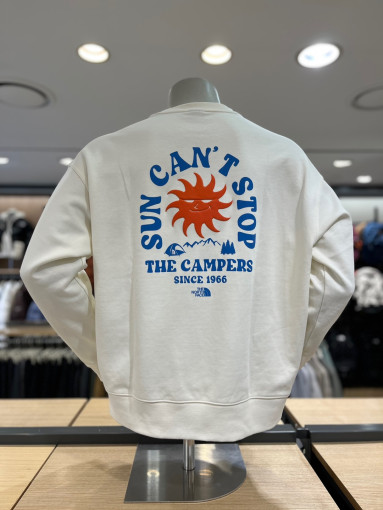 SUN CAN'T STOP
THE CAMPERS
SINCE 1966
THE
NORTH
FACE